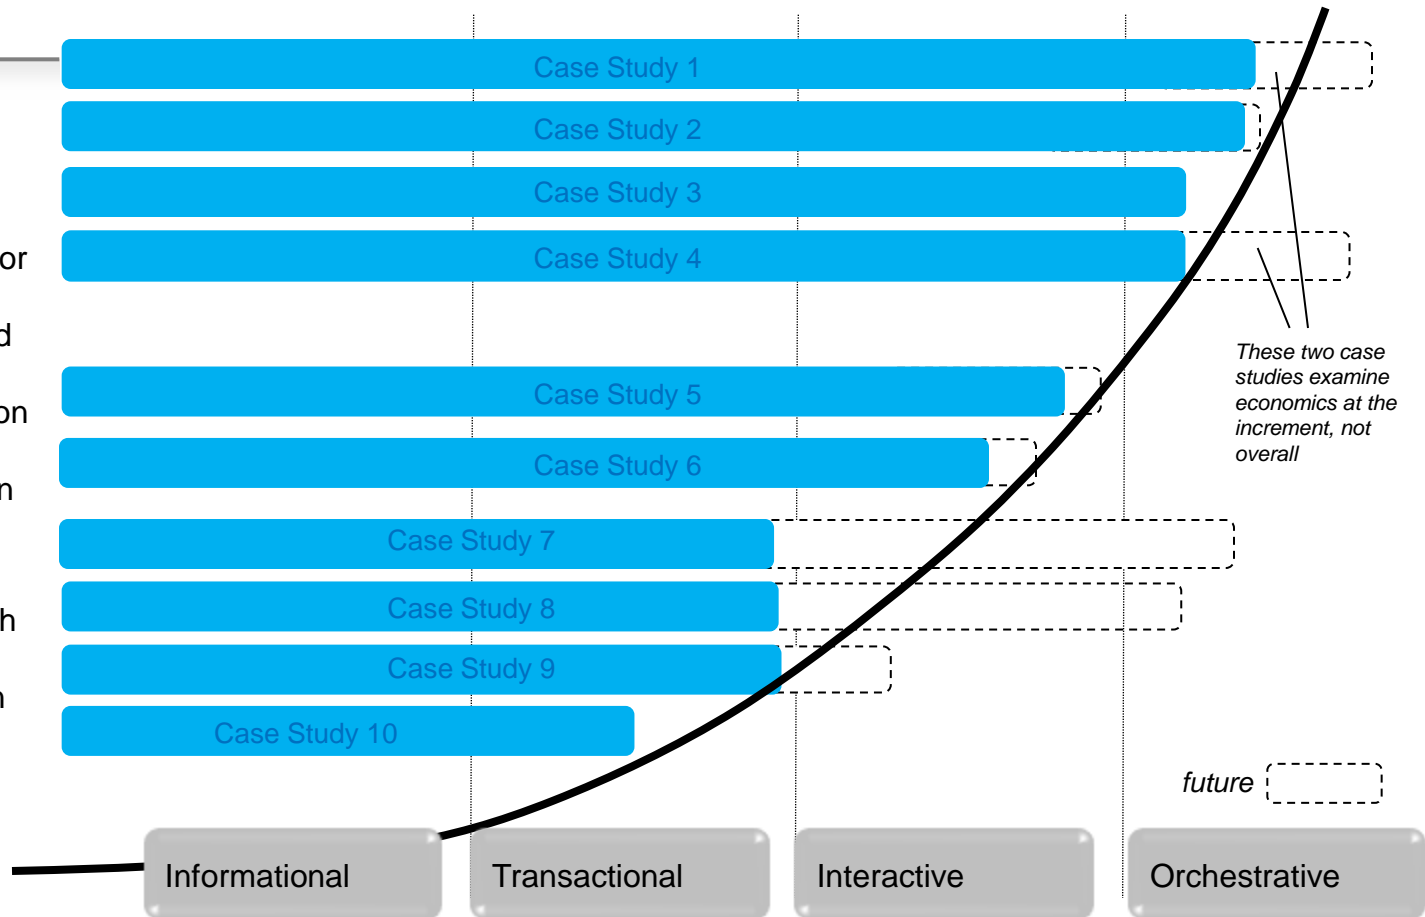 Case Study 1
Case Study 2
Case Study 3
or
Case Study 4
d
These two case
studies examine
economics at the
increment, not
overall
Case Study 5
on
Case Study 6
n
Case Study 7
Case Study 8
h
Case Study 9
n
Case Study 10
future
Informational
Transactional
Interactive
Orchestrative